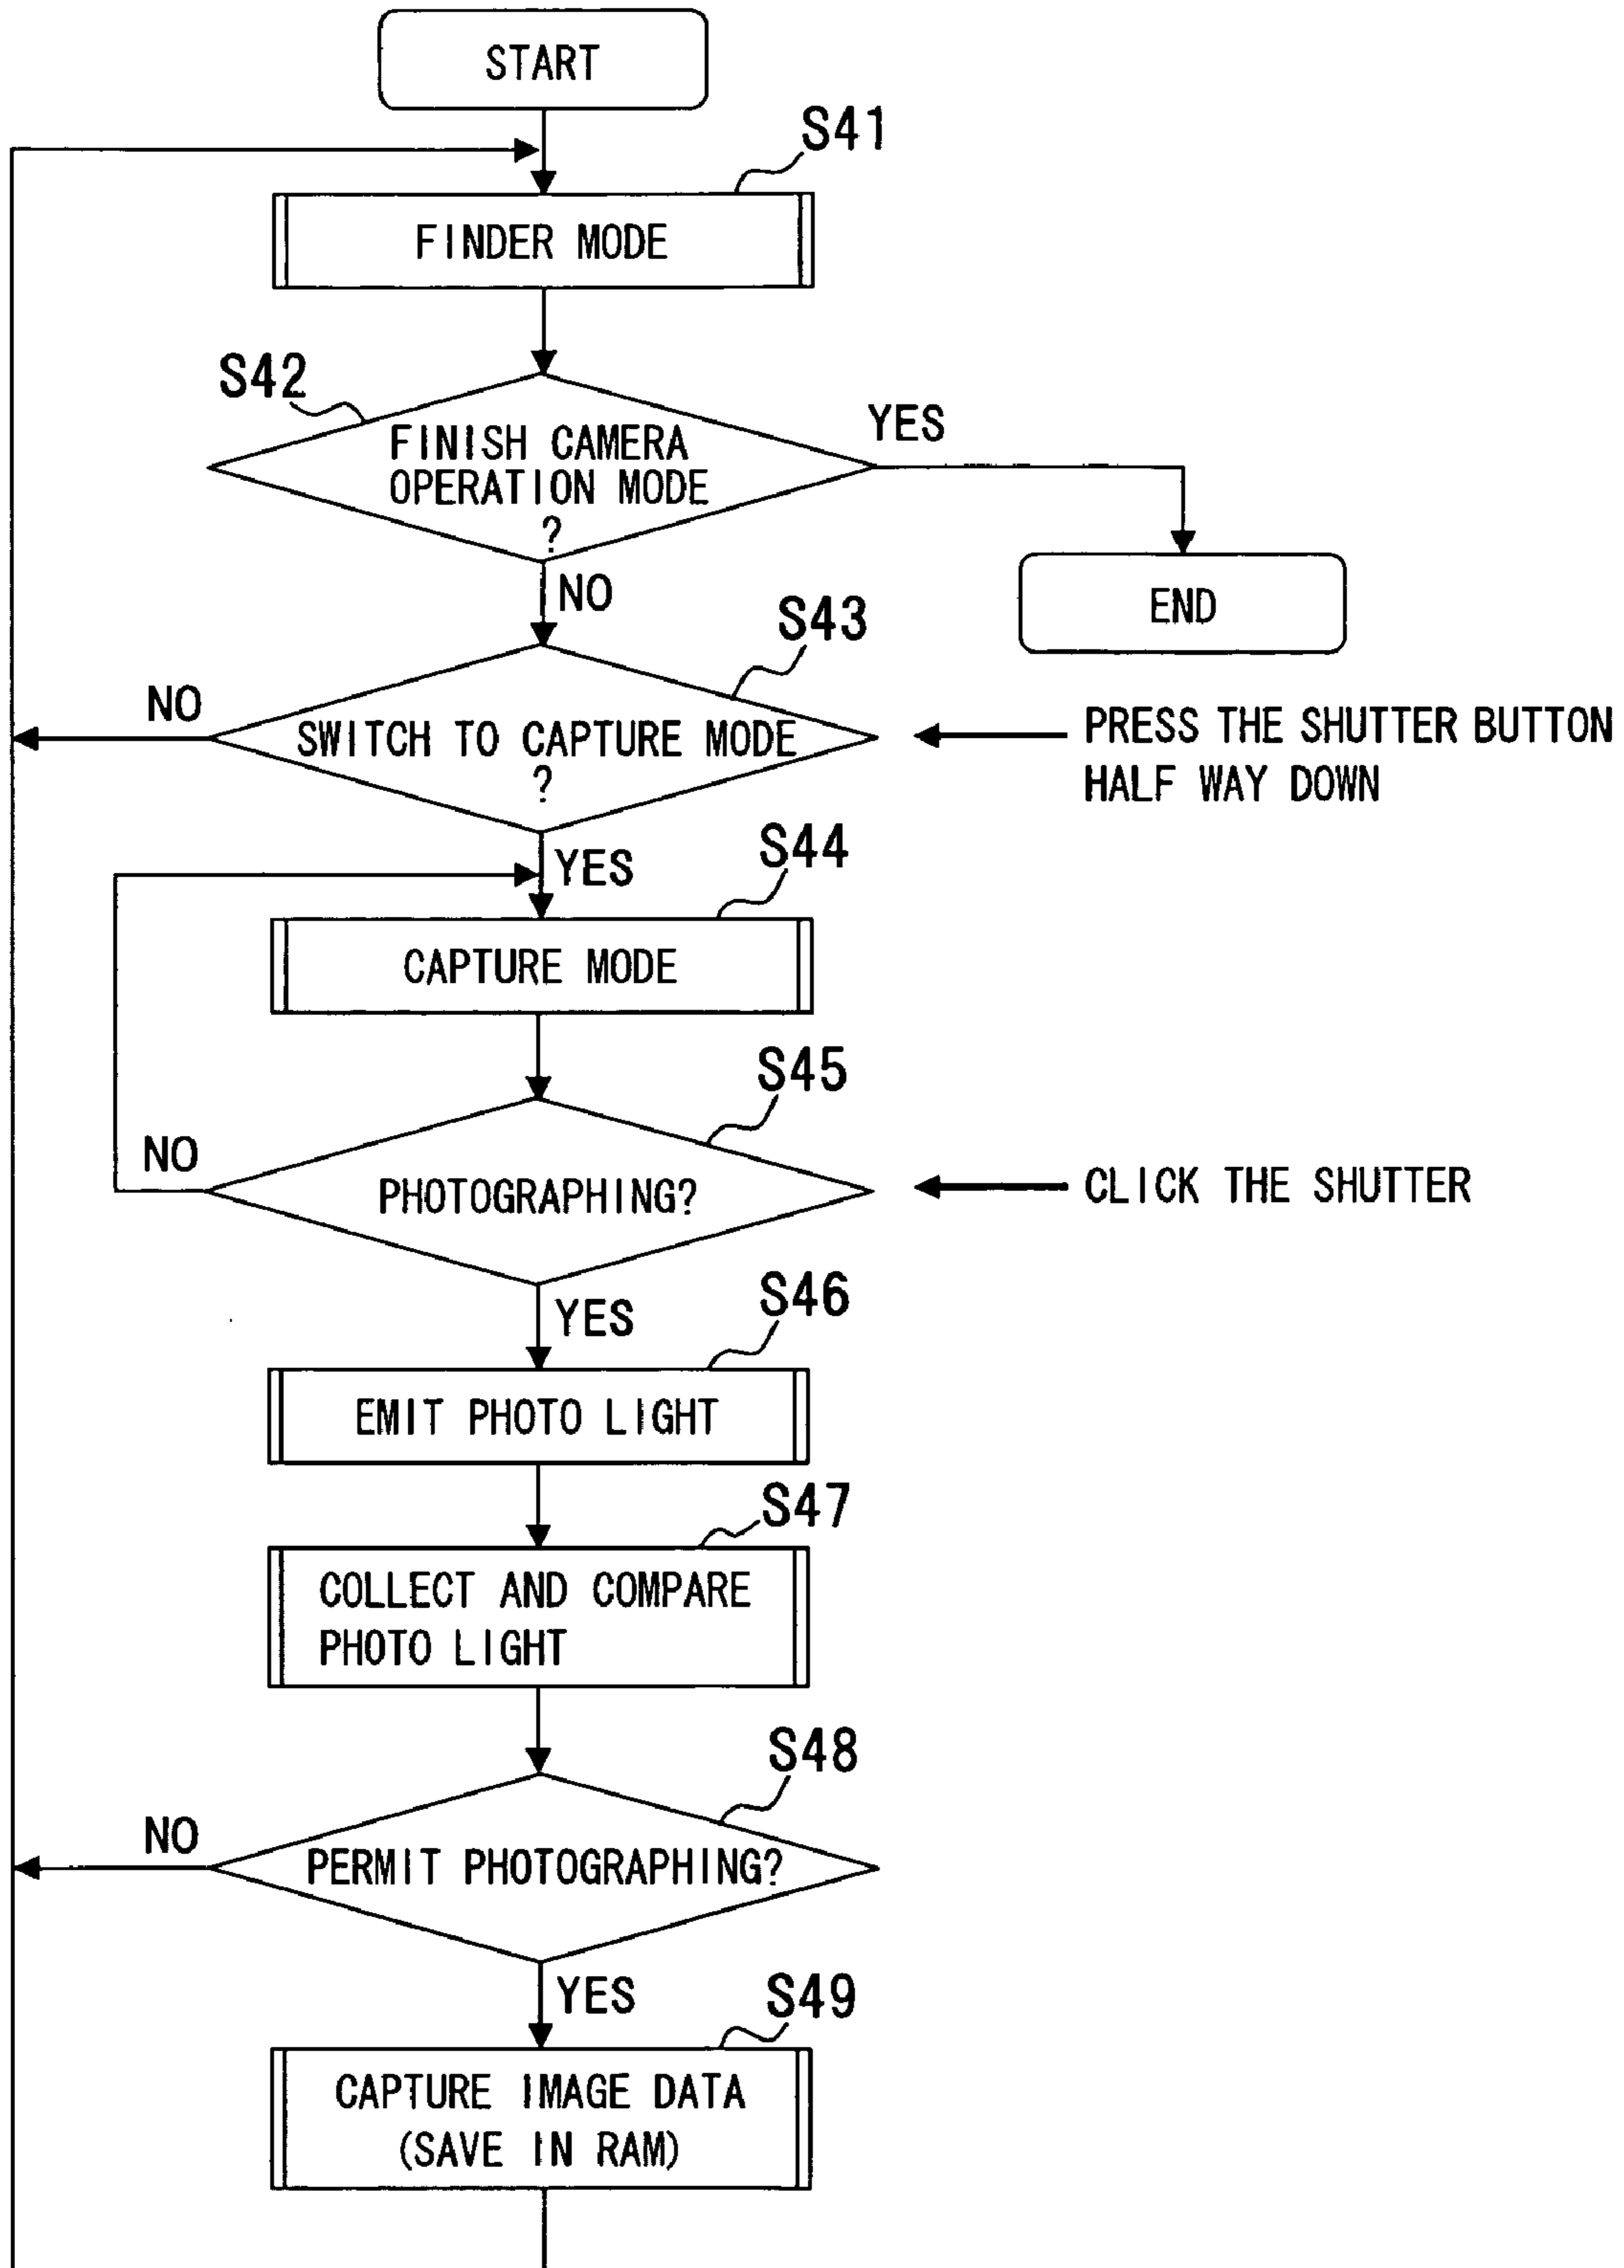 START
S41
FINDER MODE
S42
FINISH CAMERA
OPERATION MODE
?
YES
END
NO
S43
NO
SWITCH TO CAPTURE MODE
?
PRESS THE SHUTTER BUTTON
HALF WAY DOWN
YES
S44
CAPTURE MODE
S45
NO
PHOTOGRAPHING?
CLICK THE SHUTTER
YES
S46
EMIT PHOTO LIGHT
S47
COLLECT AND COMPARE
PHOTO LIGHT
S48
NO
PERMIT PHOTOGRAPHING?
YES
S49
CAPTURE IMAGE DATA
(SAVE IN RAM)